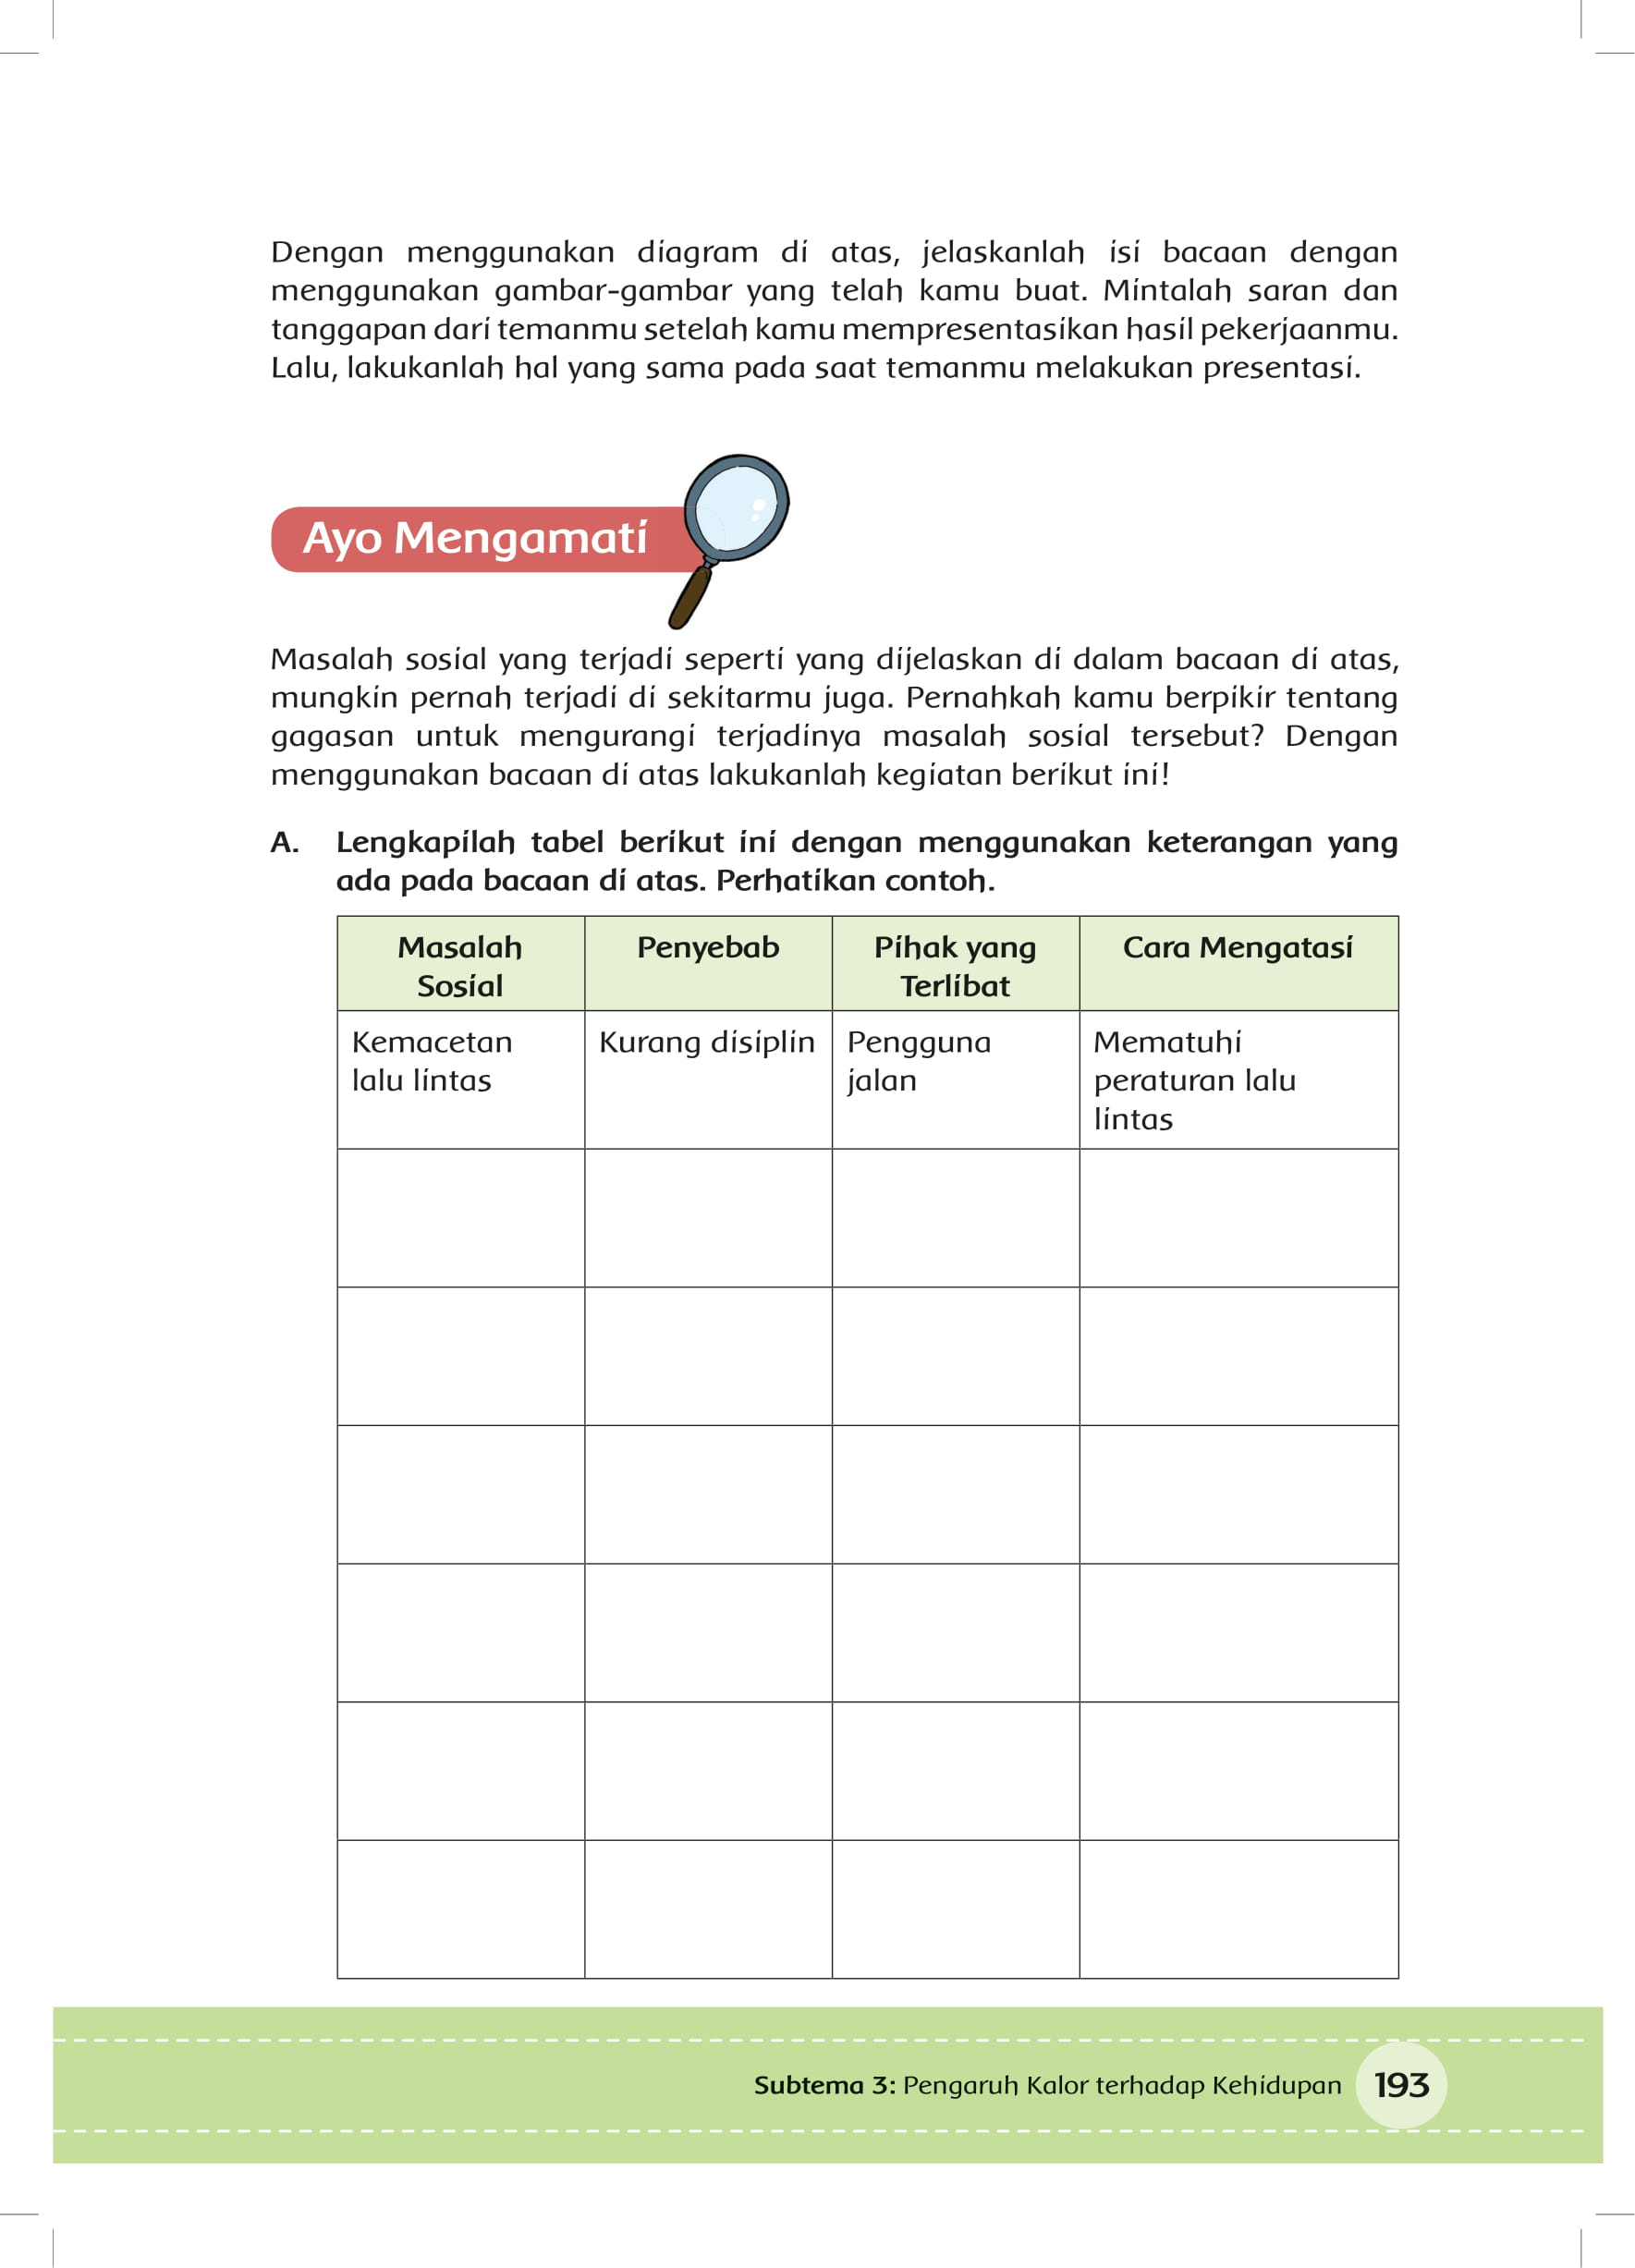 Dengan menggunakan diagram di atas, jelaskanlah isi bacaan dengan
menggunakan gambar-gambar yang telah kamu buat. Mintalah saran dan
tanggapan dari temanmu setelah kamu mempresentasikan hasil pekerjaanmu.
Lalu, lakukanlah hal yang sama pada saat temanmu melakukan presentasi.
Ayo Mengamati
Masalah sosial yang terjadi seperti yang dijelaskan di dalam bacaan di atas,
mungkin pernah terjadi di sekitarmu juga. Pernahkah kamu berpikir tentang
gagasan untuk mengurangi terjadinya masalah sosial tersebut? Dengan
menggunakan bacaan di atas lakukanlah kegiatan berikut ini!
A. Lengkapilah tabel berikut ini dengan menggunakan keterangan yang
ada pada bacaan di atas. Perhatikan contoh.
Masalah
Sosial
Penyebab
Pihak yang
Terlibat
Cara Mengatasi
Kemacetan
lalu lintas
Kurang disiplin
Pengguna
jalan
Mematuhi
peraturan lalu
lintas
Subtema 3: Pengaruh Kalor terhadap Kehidupan
193